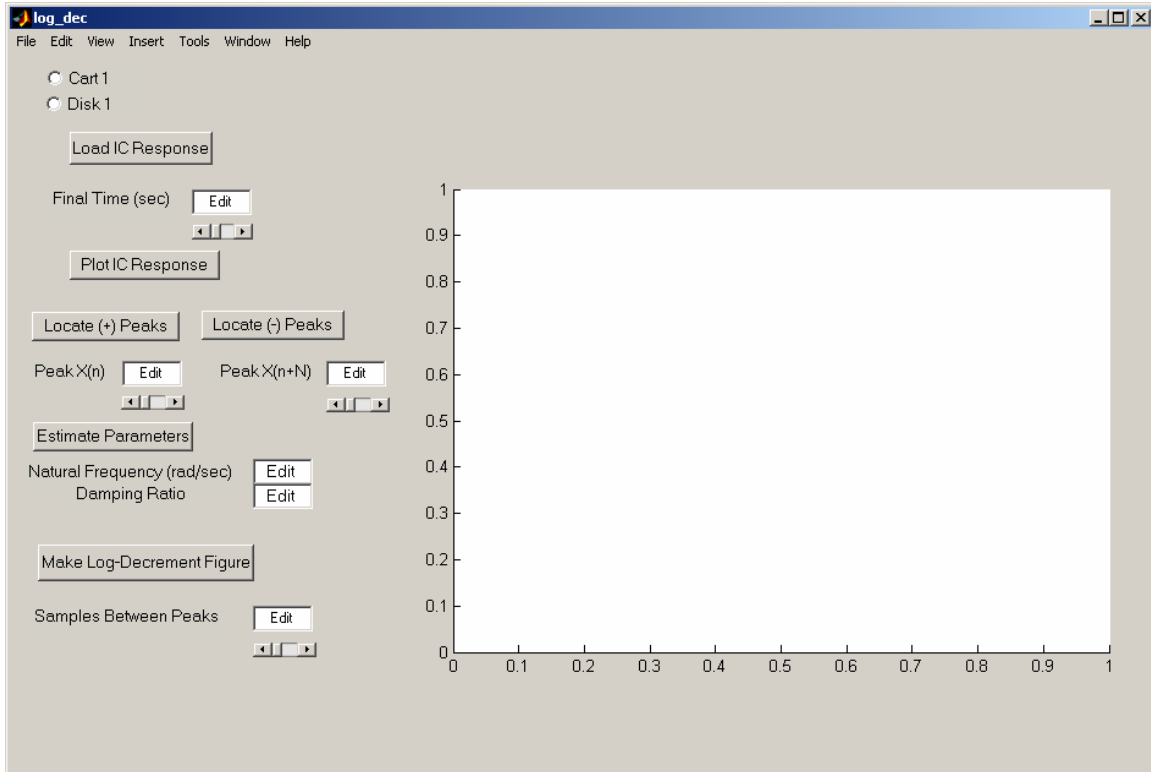 log_dec
File Edit View Insert Tools Window Help
Cart 1
Disk 1
Load IC Response
Final Time (sec) Edit
Plot IC Response
Locate (+) Peaks Locate (-) Peaks
Peak X(n) Edit Peak X(n+N) Edit
Estimate Parameters
Natural Frequency (rad/sec) Edit
Damping Ratio Edit
Make Log-Decrement Figure
Samples Between Peaks Edit
1
0.9
0.8
0.7
0.6
0.5
0.4
0.3
0.2
0.1
0
0 0.1 0.2 0.3 0.4 0.5 0.6 0.7 0.8 0.9 1